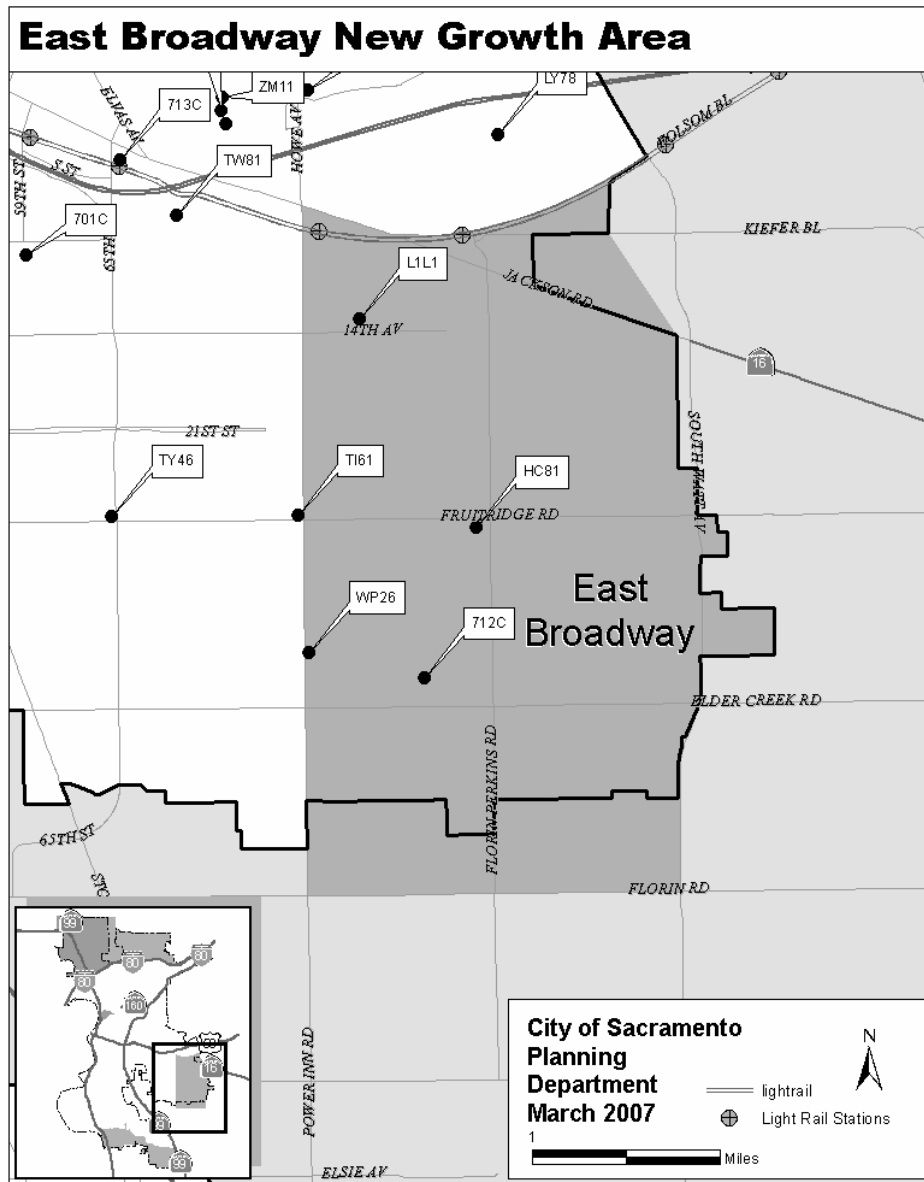 East Broadway New Growth Area
ZM11
LY78
713C
ELVAS AV
HOWE AV
FOLSOM BL
59TH ST
S ST
TW81
701C
65TH
KIEFER BL
L1L1
JACKSON RD
14TH AV
16
21ST ST
SOUTH WATT AV
TY46
TI61
HC81
FRUITRIDGE RD
WP26
712C
East
Broadway
ELDER CREEK RD
FLORIN PERKINS RD
65TH ST
STO
FLORIN RD
99
80
80
80
160
16
99
POWER INN RD
ELSIE AV
City of Sacramento
Planning
Department
March 2007
N
lightrail
Light Rail Stations
1
Miles